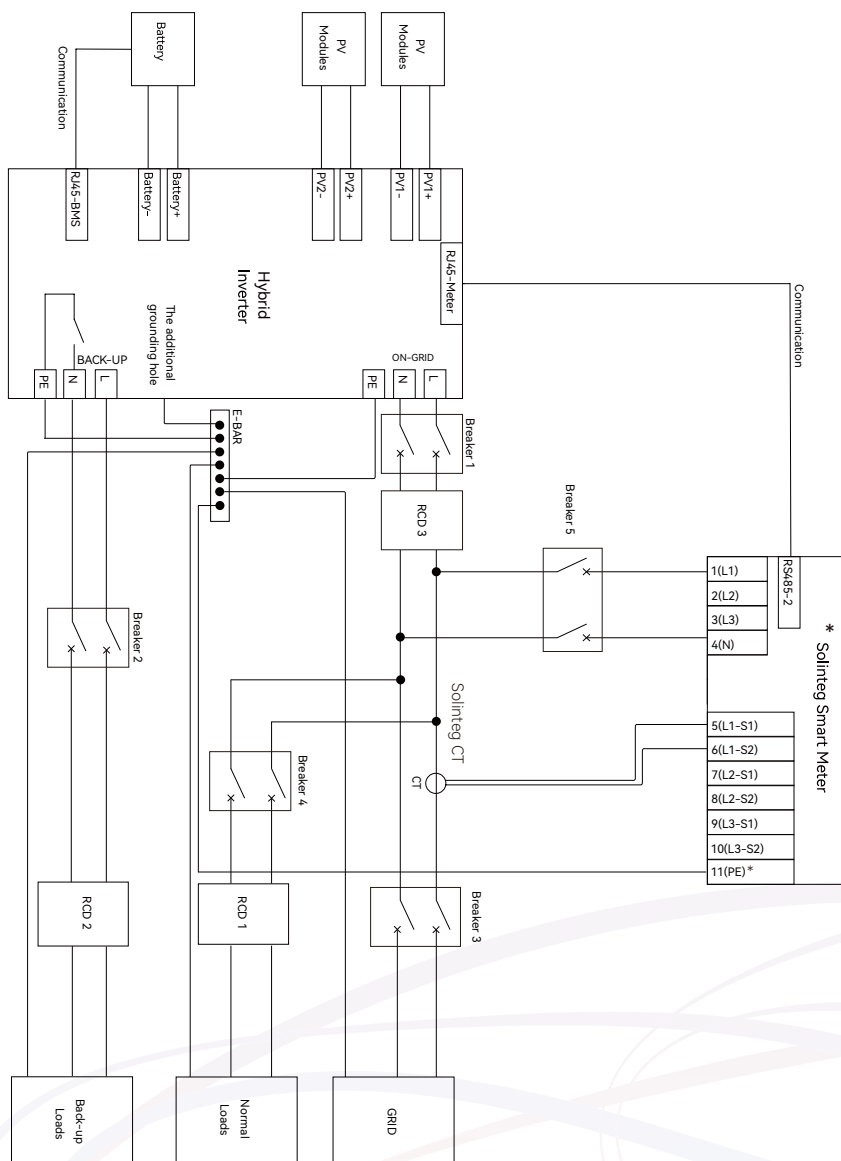 Battery
PV
Modules
PV
Modules
Communication
RJ45-BMS
Battery-
Battery+
PV2-
PV2+
PV1-
PV1+
RJ45-Meter
Communication
Hybrid
Inverter
The additional
grounding hole
BACK-UP
ON-GRID
PE
N
L
PE
N
L
E-BAR
Breaker 1
RCD 3
Breaker 5
RS485-2
1(L1)
2(L2)
3(L3)
4(N)
* Solinteg Smart Meter
5(L1-S1)
6(L1-S2)
7(L2-S1)
8(L2-S2)
9(L3-S1)
10(L3-S2)
11(PE)*
Breaker 2
Solinteg CT
CT
Breaker 4
Breaker 3
RCD 2
RCD 1
Back-up
Loads
Normal
Loads
GRID